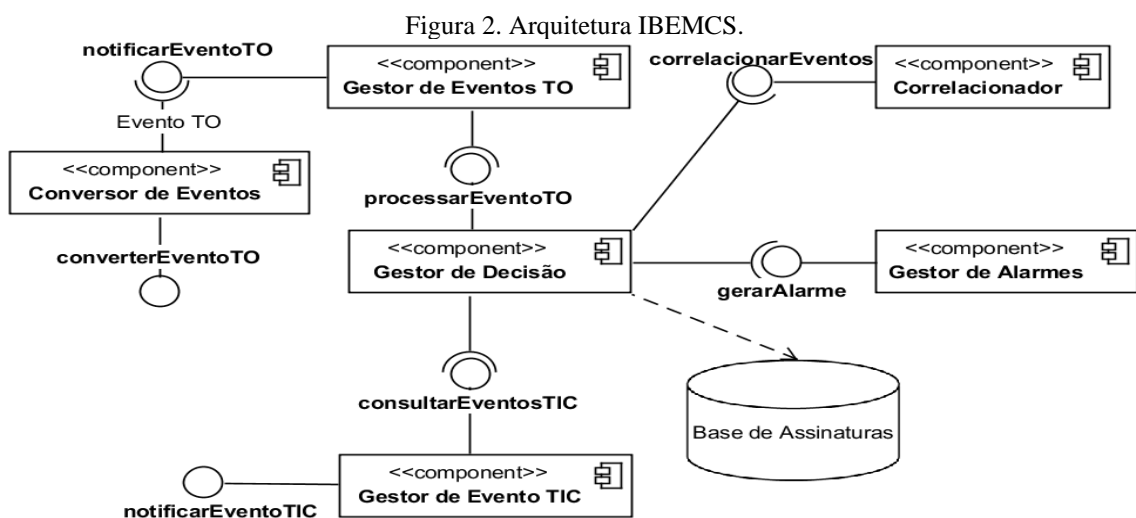 Figura 2. Arquitetura IBEMCS.
notificarEventoTO
<<component>>
Gestor de Eventos TO
correlacionarEventos
<<component>>
Correlacionador
Evento TO
<<component>>
Conversor de Eventos
processarEventoTO
converterEventoTO
<<component>>
Gestor de Decisão
<<component>>
Gestor de Alarmes
gerarAlarme
consultarEventosTIC
Base de Assinaturas
<<component>>
Gestor de Evento TIC
notificarEventoTIC